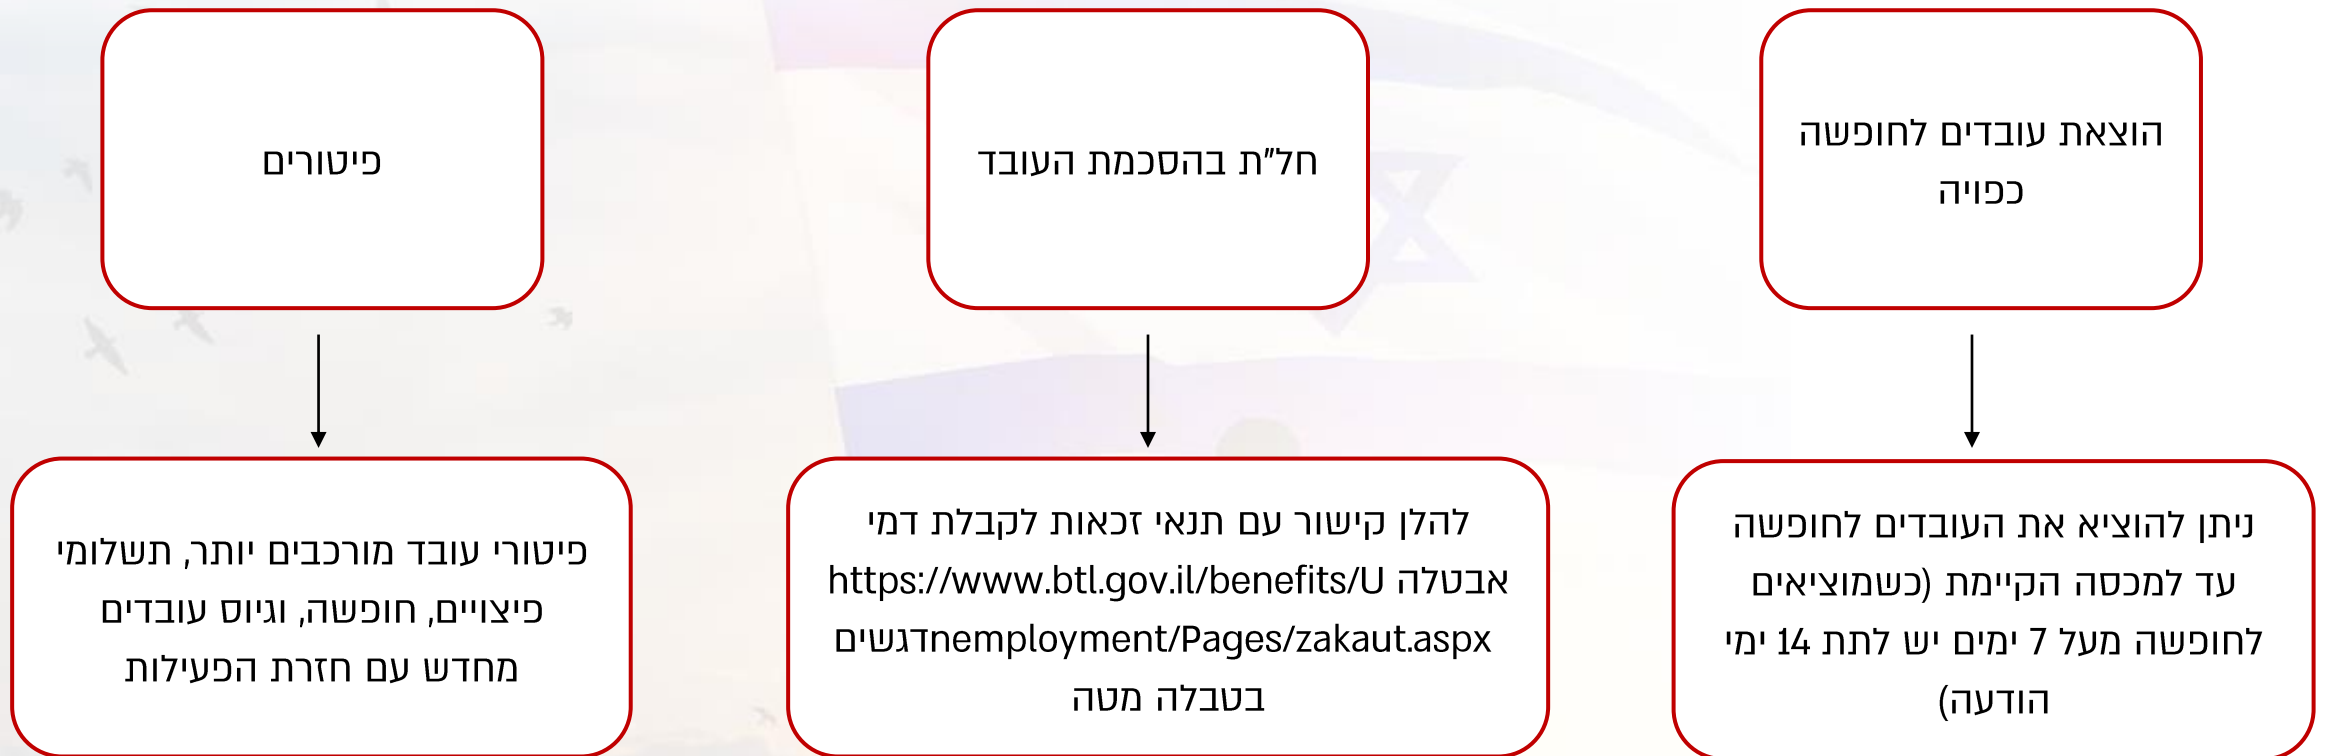 הוצאת עובדים לחופשה
כפויה
חל"ת בהסכמת העובד
פיטורים
ניתן להוציא את העובדים לחופשה
עד למכסה הקיימת (כשמוציאים
לחופשה מעל 7 ימים יש לתת 14 ימי
הודעה)
להלן קישור עם תנאי זכאות לקבלת דמי
אבטלה https://www.btl.gov.il/benefits/U
nemployment/Pages/zakaut.aspxדגשים
בטבלה מטה
פיטורי עובד מורכבים יותר, תשלומי
פיצויים, חופשה, וגיוס עובדים
מחדש עם חזרת הפעילות